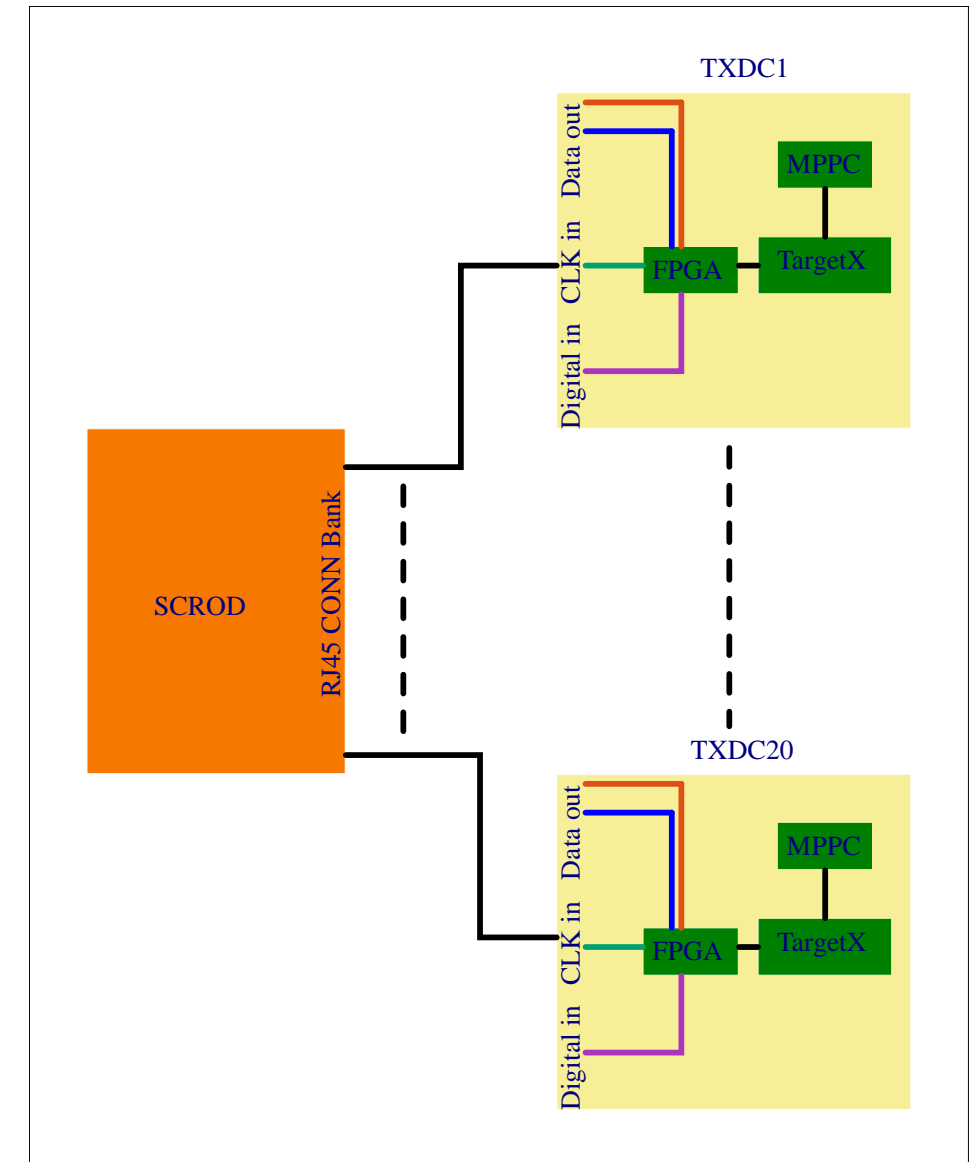 TXDC1
Data out
CLK in
Digital in
MPPC
FPGA
TargetX
SCROD
RJ45 CONN Bank
TXDC20
Data out
CLK in
Digital in
MPPC
FPGA
TargetX